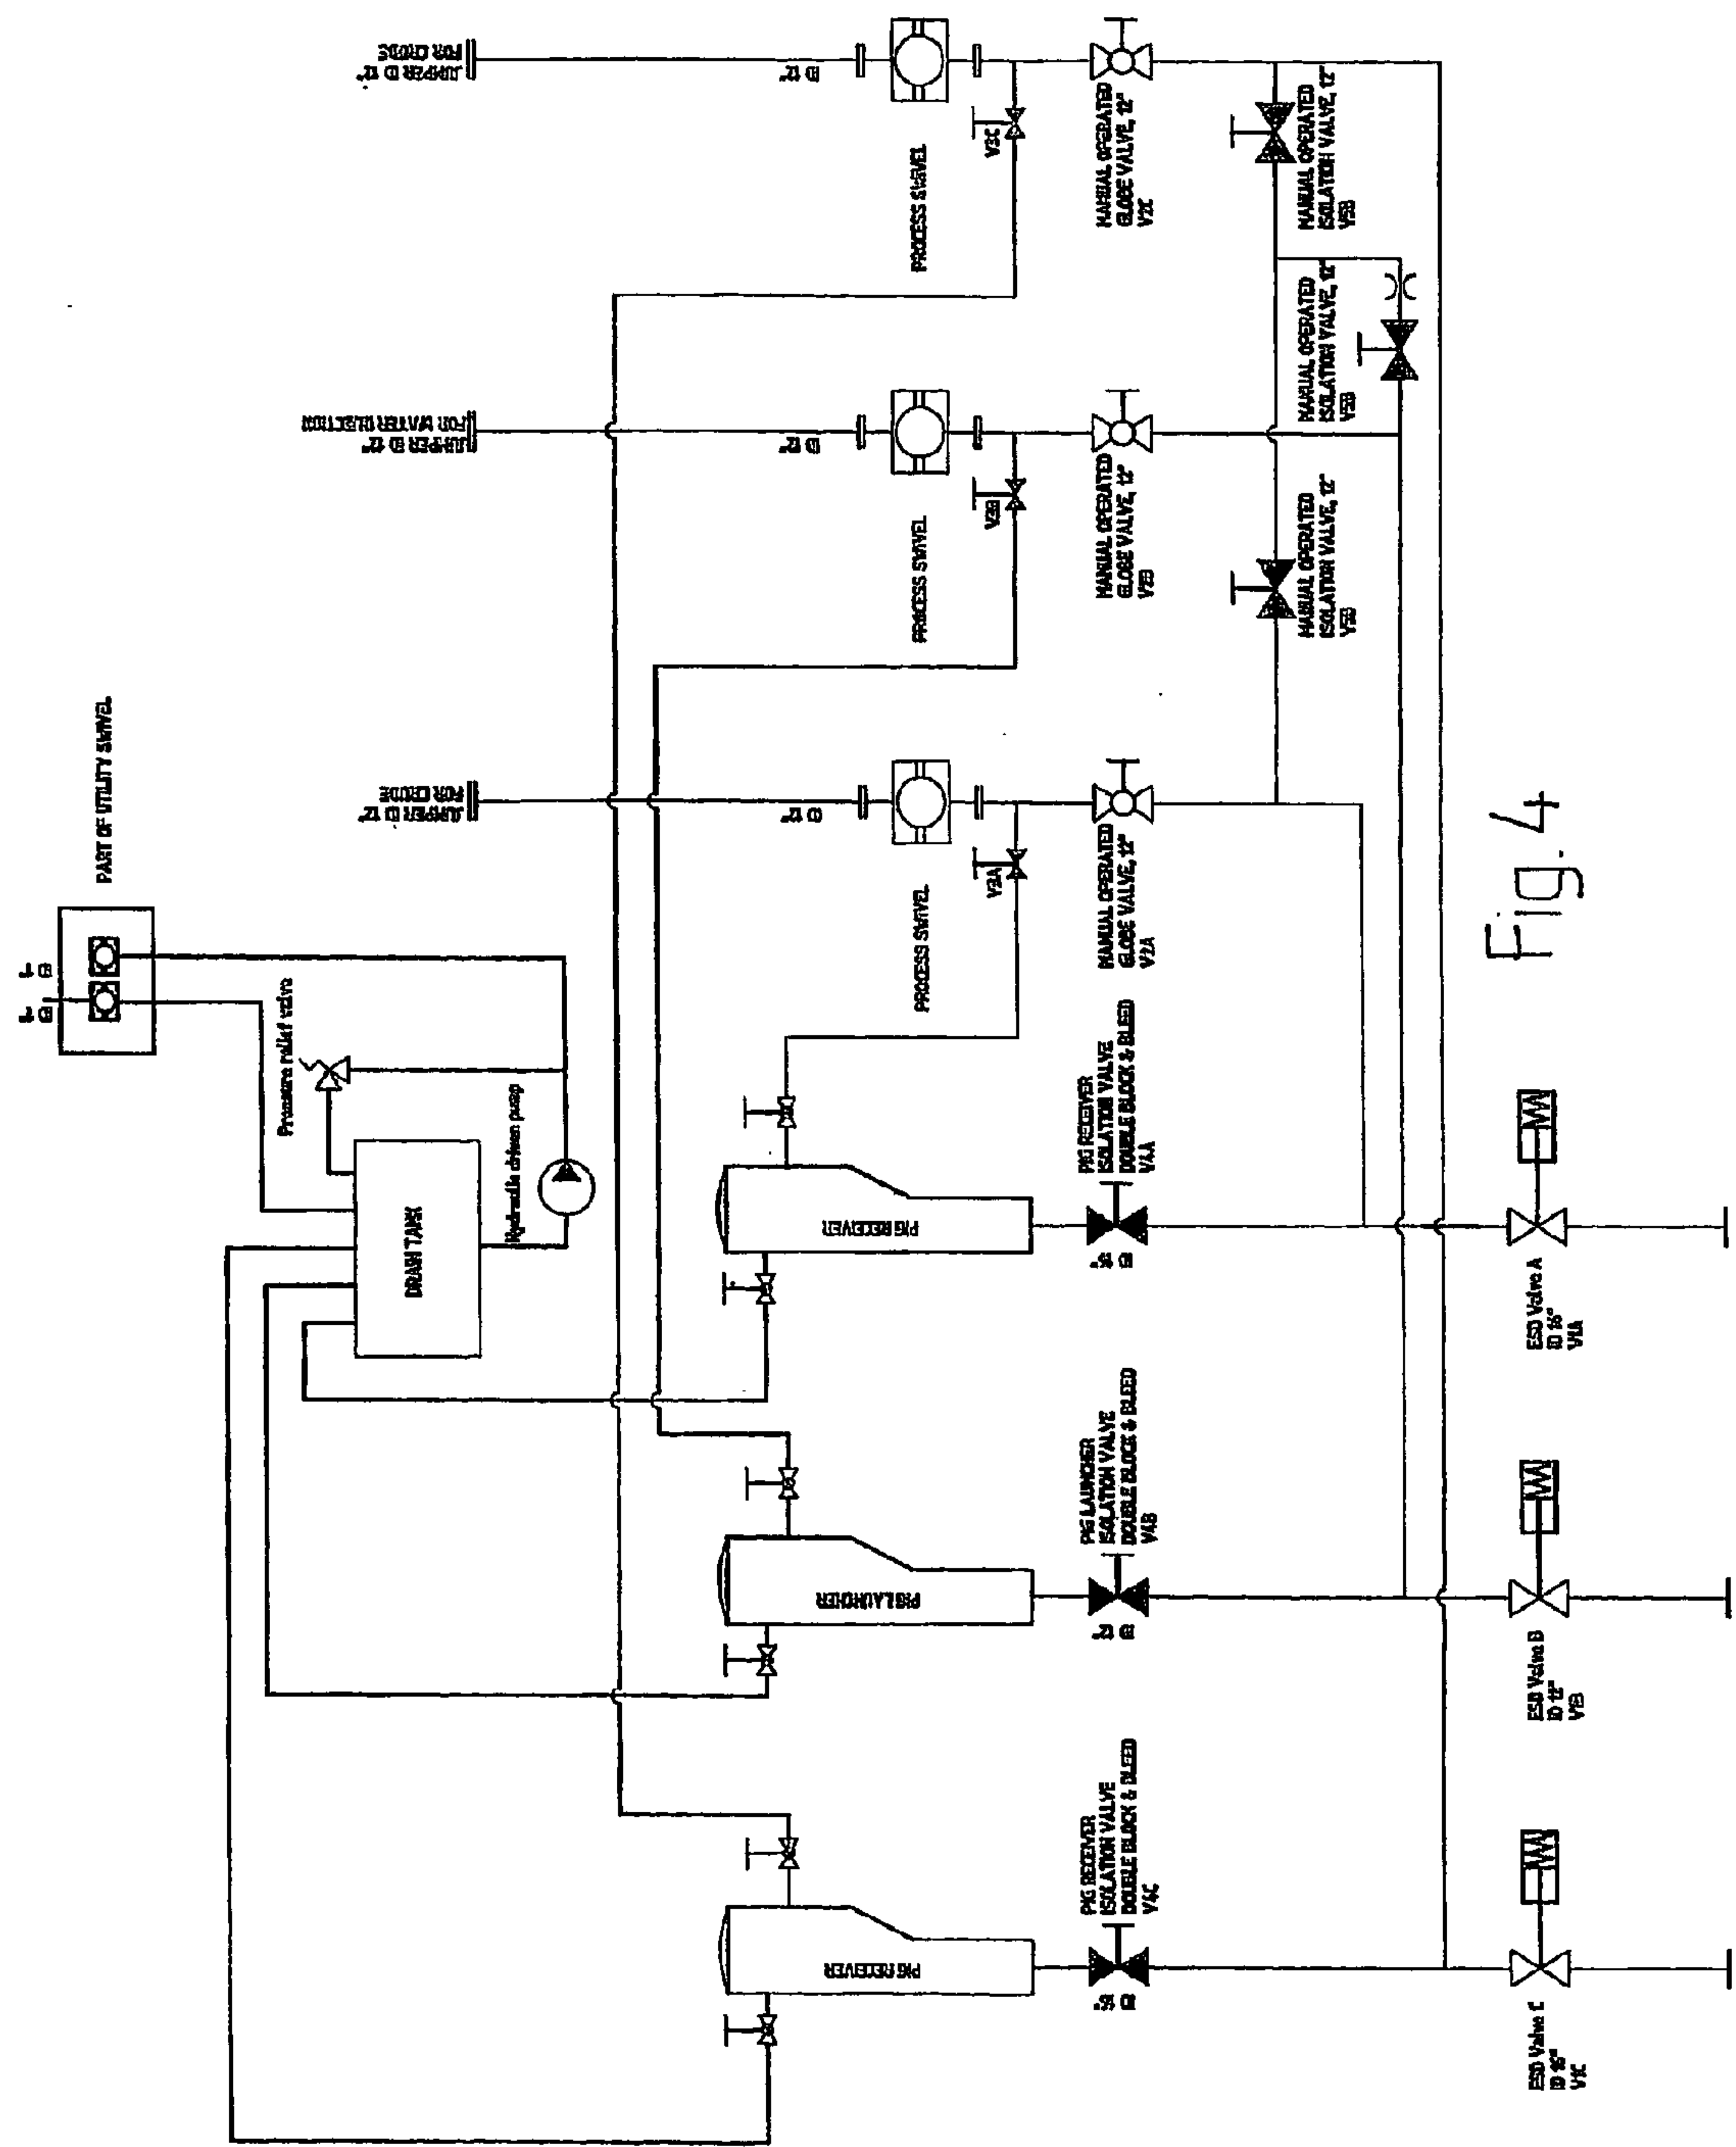 PART OF UTILITY SWIVEL
Pressure relief valve
DRAIN TANK
Hydraulic driven pump
JUMPER ID 12"
FOR CRUDE
JUMPER ID 12"
FOR WATER INJECTION
JUMPER ID 12"
FOR CRUDE
ID 12"
ID 12"
ID 12"
PROCESS SWIVEL
PROCESS SWIVEL
PROCESS SWIVEL
V3A
V3B
V3C
MANUAL OPERATED
GLOBE VALVE, 12"
V2A
MANUAL OPERATED
GLOBE VALVE, 12"
V2B
MANUAL OPERATED
GLOBE VALVE, 12"
V2C
MANUAL OPERATED
ISOLATION VALVE, 12"
V5B
MANUAL OPERATED
ISOLATION VALVE, 12"
V5B
MANUAL OPERATED
ISOLATION VALVE, 12"
V5B
PIG RECEIVER
PIG LAUNCHER
PIG RECEIVER
PIG RECEIVER
ISOLATION VALVE
DOUBLE BLOCK & BLEED
V4C
ID 16"
PIG LAUNCHER
ISOLATION VALVE
DOUBLE BLOCK & BLEED
V4B
ID 12"
PIG RECEIVER
ISOLATION VALVE
DOUBLE BLOCK & BLEED
V4A
ID 16"
ESD Valve C
ID 16"
V1C
ESD Valve B
ID 12"
V1B
ESD Valve A
ID 16"
V1A
Fig. 4